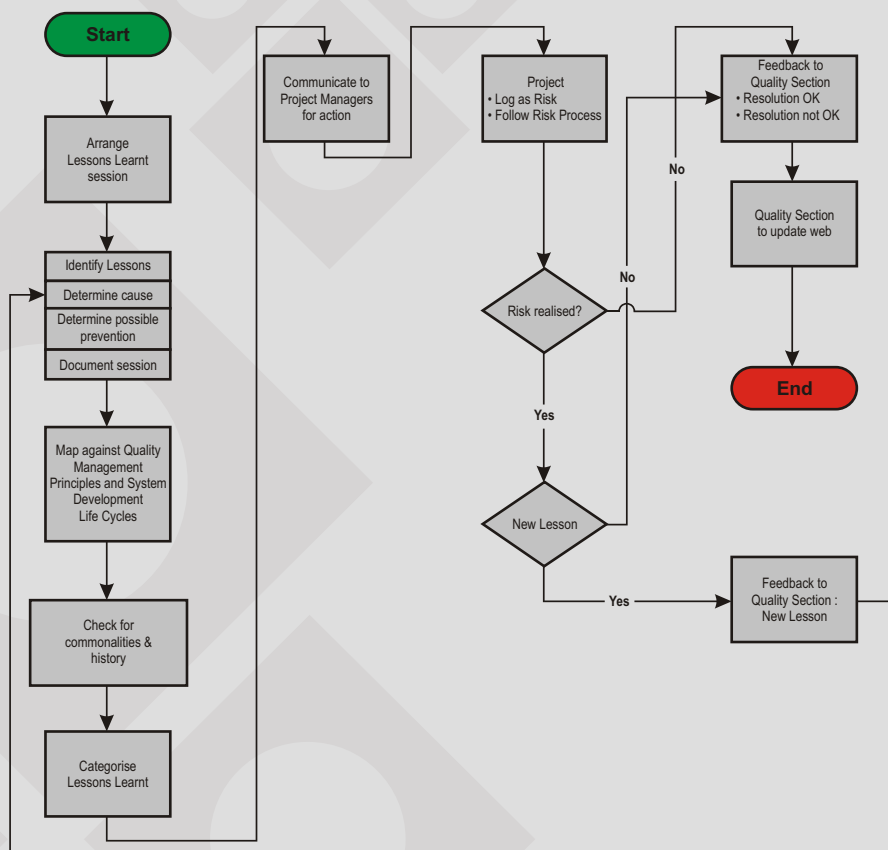 Start
Arrange
Lessons Learnt
session
Identify Lessons
Determine cause
Determine possible
prevention
Document session
Map against Quality
Management
Principles and System
Development
Life Cycles
Check for
commonalities &
history
Categorise
Lessons Learnt
Communicate to
Project Managers
for action
Project
• Log as Risk
• Follow Risk Process
Risk realised?
No
Yes
New Lesson
No
Yes
Feedback to
Quality Section
• Resolution OK
• Resolution not OK
Quality Section
to update web
End
Feedback to
Quality Section :
New Lesson